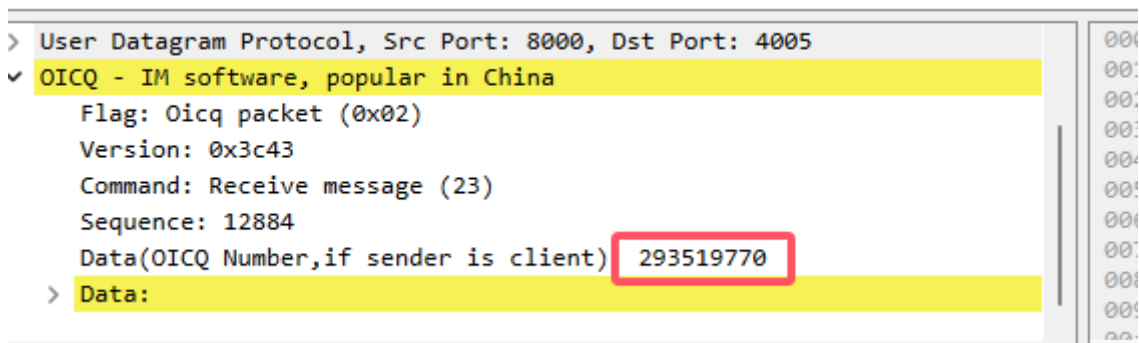 User Datagram Protocol, Src Port: 8000, Dst Port: 4005
OICQ - IM software, popular in China
Flag: Oicq packet (0x02)
Version: 0x3c43
Command: Receive message (23)
Sequence: 12884
Data(OICQ Number,if sender is client) 293519770
Data: